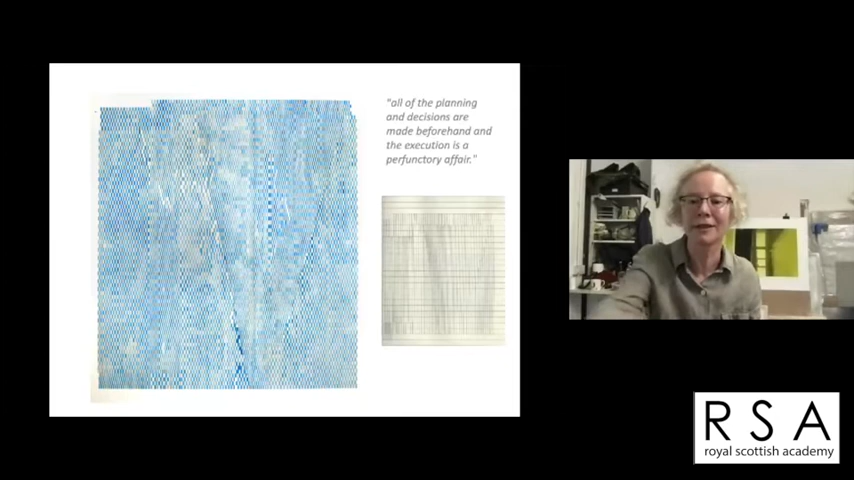 "all of the planning
and decisions are
made beforehand and
the execution is a
perfunctory affair."
RSA
royal scottish academy